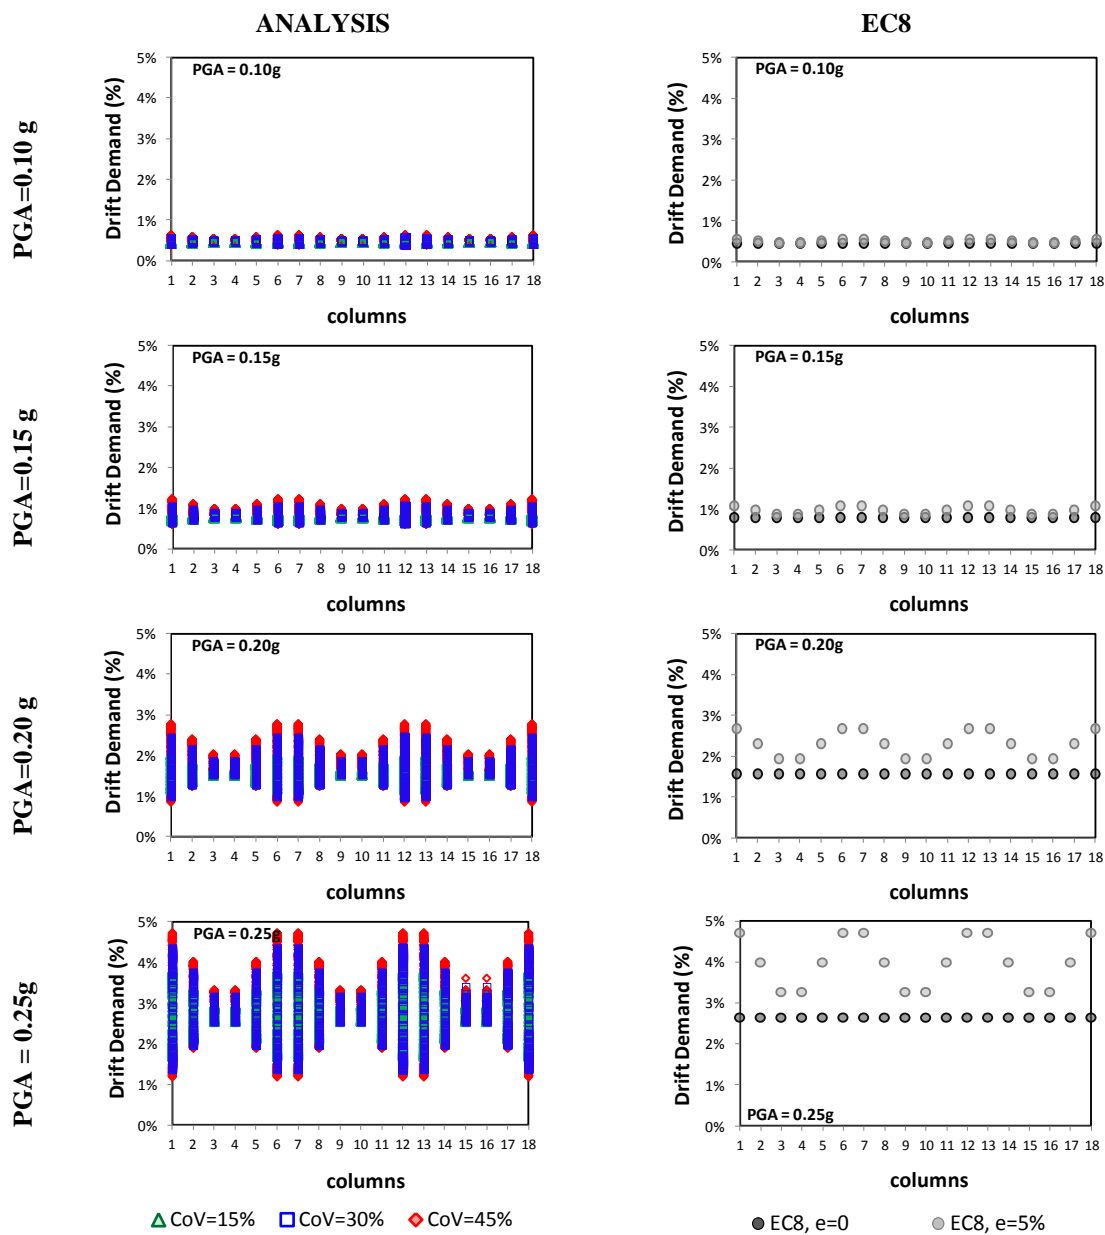 ANALYSIS EC8
PGA=0.10 g
Drift Demand (%)
5%
4%
3%
2%
1%
0%
PGA = 0.10g
1 2 3 4 5 6 7 8 9 10 11 12 13 14 15 16 17 18
columns
Drift Demand (%)
5%
4%
3%
2%
1%
0%
PGA = 0.10g
1 2 3 4 5 6 7 8 9 10 11 12 13 14 15 16 17 18
columns
PGA=0.15 g
Drift Demand (%)
5%
4%
3%
2%
1%
0%
PGA = 0.15g
1 2 3 4 5 6 7 8 9 10 11 12 13 14 15 16 17 18
columns
Drift Demand (%)
5%
4%
3%
2%
1%
0%
PGA = 0.15g
1 2 3 4 5 6 7 8 9 10 11 12 13 14 15 16 17 18
columns
PGA=0.20 g
Drift Demand (%)
5%
4%
3%
2%
1%
0%
PGA = 0.20g
1 2 3 4 5 6 7 8 9 10 11 12 13 14 15 16 17 18
columns
Drift Demand (%)
5%
4%
3%
2%
1%
0%
PGA = 0.20g
1 2 3 4 5 6 7 8 9 10 11 12 13 14 15 16 17 18
columns
PGA = 0.25g
Drift Demand (%)
5%
4%
3%
2%
1%
0%
PGA = 0.25g
1 2 3 4 5 6 7 8 9 10 11 12 13 14 15 16 17 18
columns
Drift Demand (%)
5%
4%
3%
2%
1%
0%
PGA = 0.25g
1 2 3 4 5 6 7 8 9 10 11 12 13 14 15 16 17 18
columns
CoV=15% CoV=30% CoV=45%
EC8, e=0 EC8, e=5%